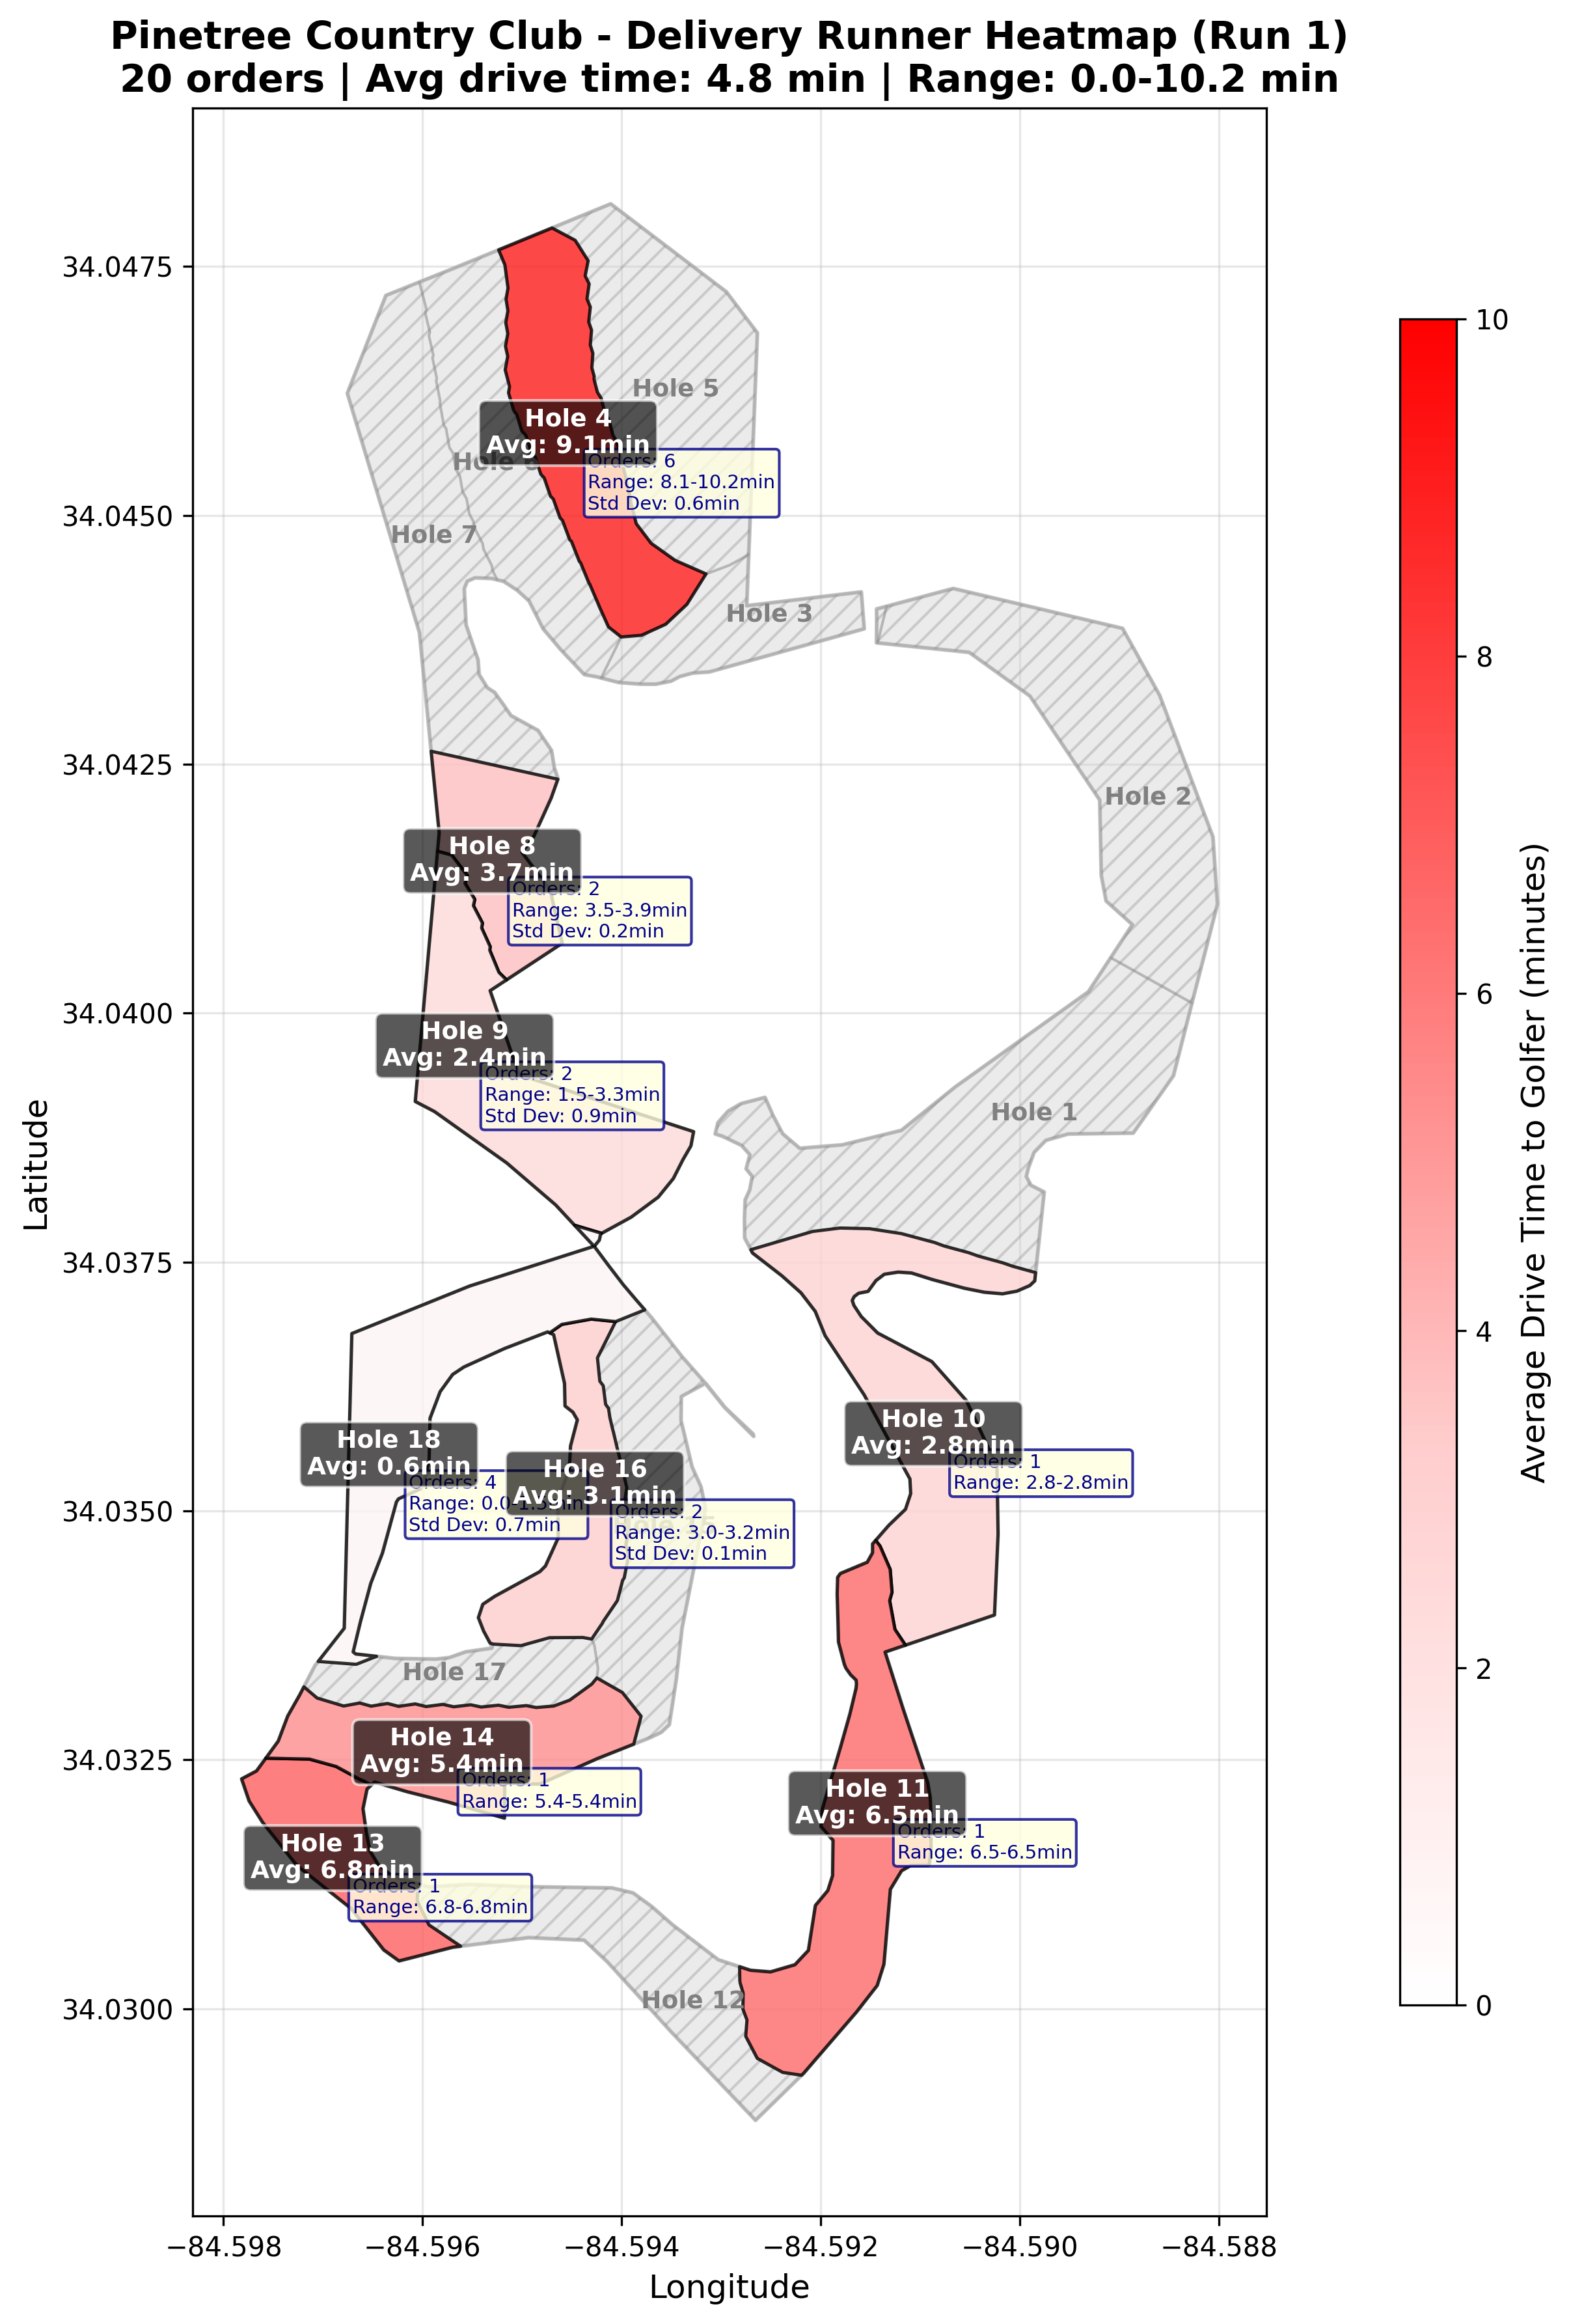 Pinetree Country Club - Delivery Runner Heatmap (Run 1)
20 orders | Avg drive time: 4.8 min | Range: 0.0-10.2 min
Latitude
34.0475
34.0450
34.0425
34.0400
34.0375
34.0350
34.0325
34.0300
Hole 5
Hole 4
Avg: 9.1min
Orders: 6
Range: 8.1-10.2min
Std Dev: 0.6min
Hole
Hole 7
Hole 3
Hole 2
Hole 8
Avg: 3.7min
Orders: 2
Range: 3.5-3.9min
Std Dev: 0.2min
Hole 9
Avg: 2.4min
Orders: 2
Range: 1.5-3.3min
Std Dev: 0.9min
Hole 1
Hole 10
Avg: 2.8min
Orders: 1
Range: 2.8-2.8min
Hole 18
Avg: 0.6min
Orders: 4
Range:
Std Dev: 0.7min
Hole 16
Avg: 3.1min
Orders: 2
Range: 3.0-3.2min
Std Dev: 0.1min
Hole 17
Hole 14
Avg: 5.4min
Orders: 1
Range: 5.4-5.4min
Hole 11
Avg: 6.5min
Orders: 1
Range: 6.5-6.5min
Hole 13
Avg: 6.8min
Orders: 1
Range: 6.8-6.8min
Hole 12
−84.598
−84.596
−84.594
−84.592
−84.590
−84.588
Longitude
10
8
6
4
2
0
Average Drive Time to Golfer (minutes)